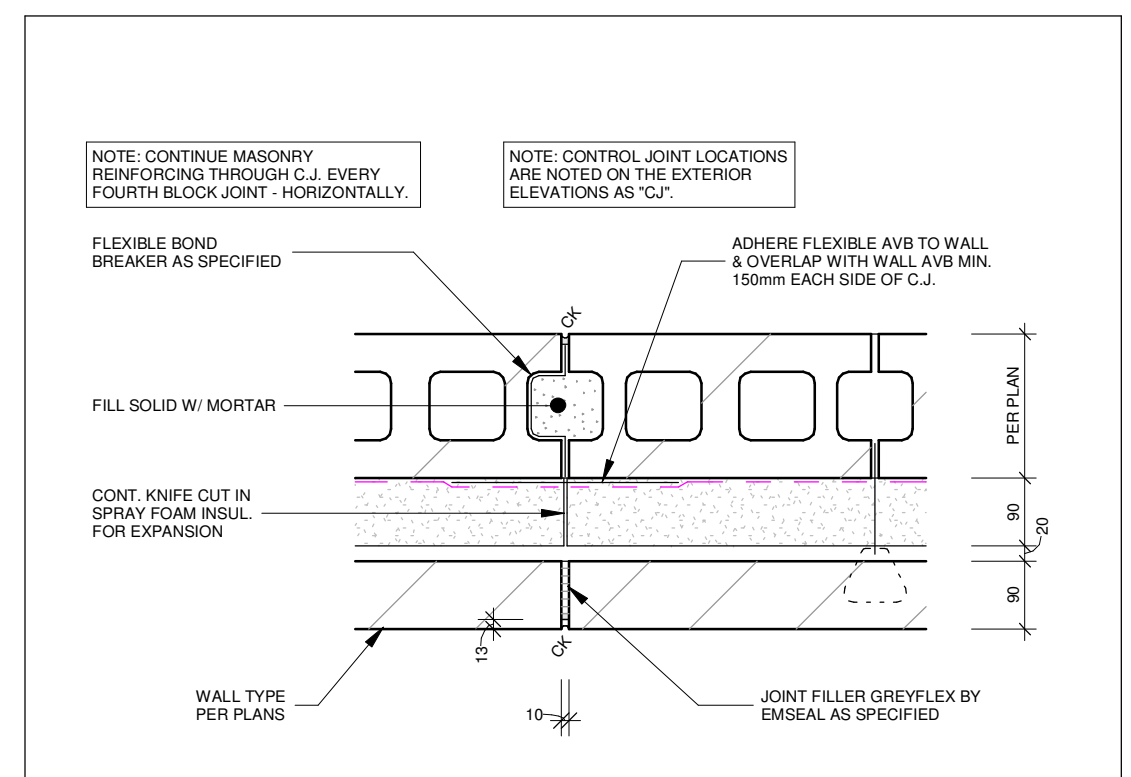 NOTE: CONTINUE MASONRY
REINFORCING THROUGH C.J. EVERY
FOURTH BLOCK JOINT - HORIZONTALLY.
NOTE: CONTROL JOINT LOCATIONS
ARE NOTED ON THE EXTERIOR
ELEVATIONS AS "CJ".
FLEXIBLE BOND
BREAKER AS SPECIFIED
ADHERE FLEXIBLE AVB TO WALL
& OVERLAP WITH WALL AVB MIN.
150mm EACH SIDE OF C.J.
CK
FILL SOLID W/ MORTAR
PER PLAN
CONT. KNIFE CUT IN
SPRAY FOAM INSUL.
FOR EXPANSION
90
20
90
13
CK
WALL TYPE
PER PLANS
10
JOINT FILLER GREYFLEX BY
EMSEAL AS SPECIFIED